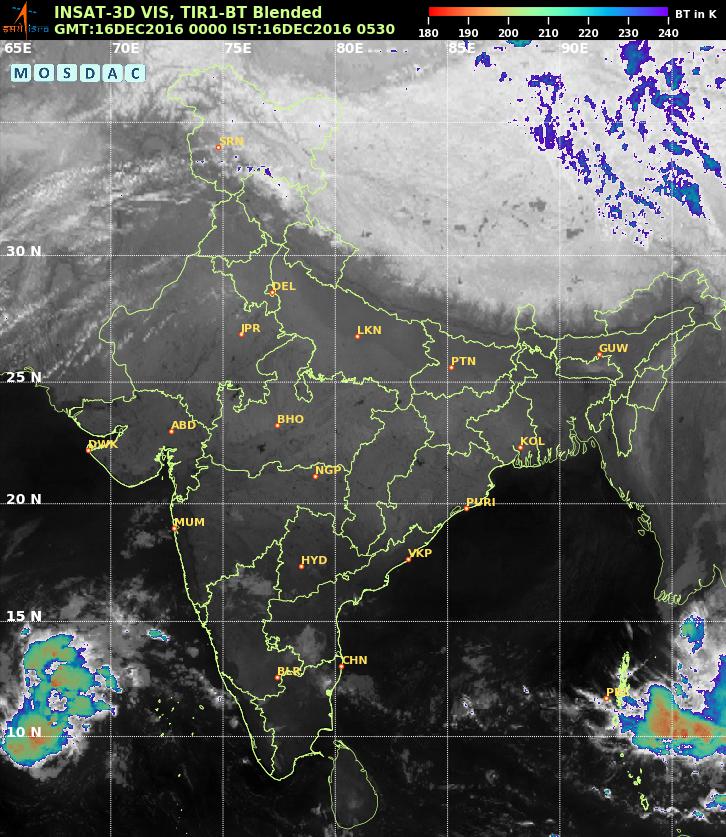 INSAT-3D VIS, TIR1-BT Blended
GMT:16DEC2016 0000 IST:16DEC2016 0530
BT in K
180 190 200 210 220 230 240
65E 70E 75E 80E 85E 90E
MOSDAC
SRN
30 N
DEL
JPR
LKN
GUW
PTN
25 N
ABD
BHO
DWK
KOL
NGP
20 N
PURI
MUM
VKP
HYD
15 N
CHN
BLR
10 N